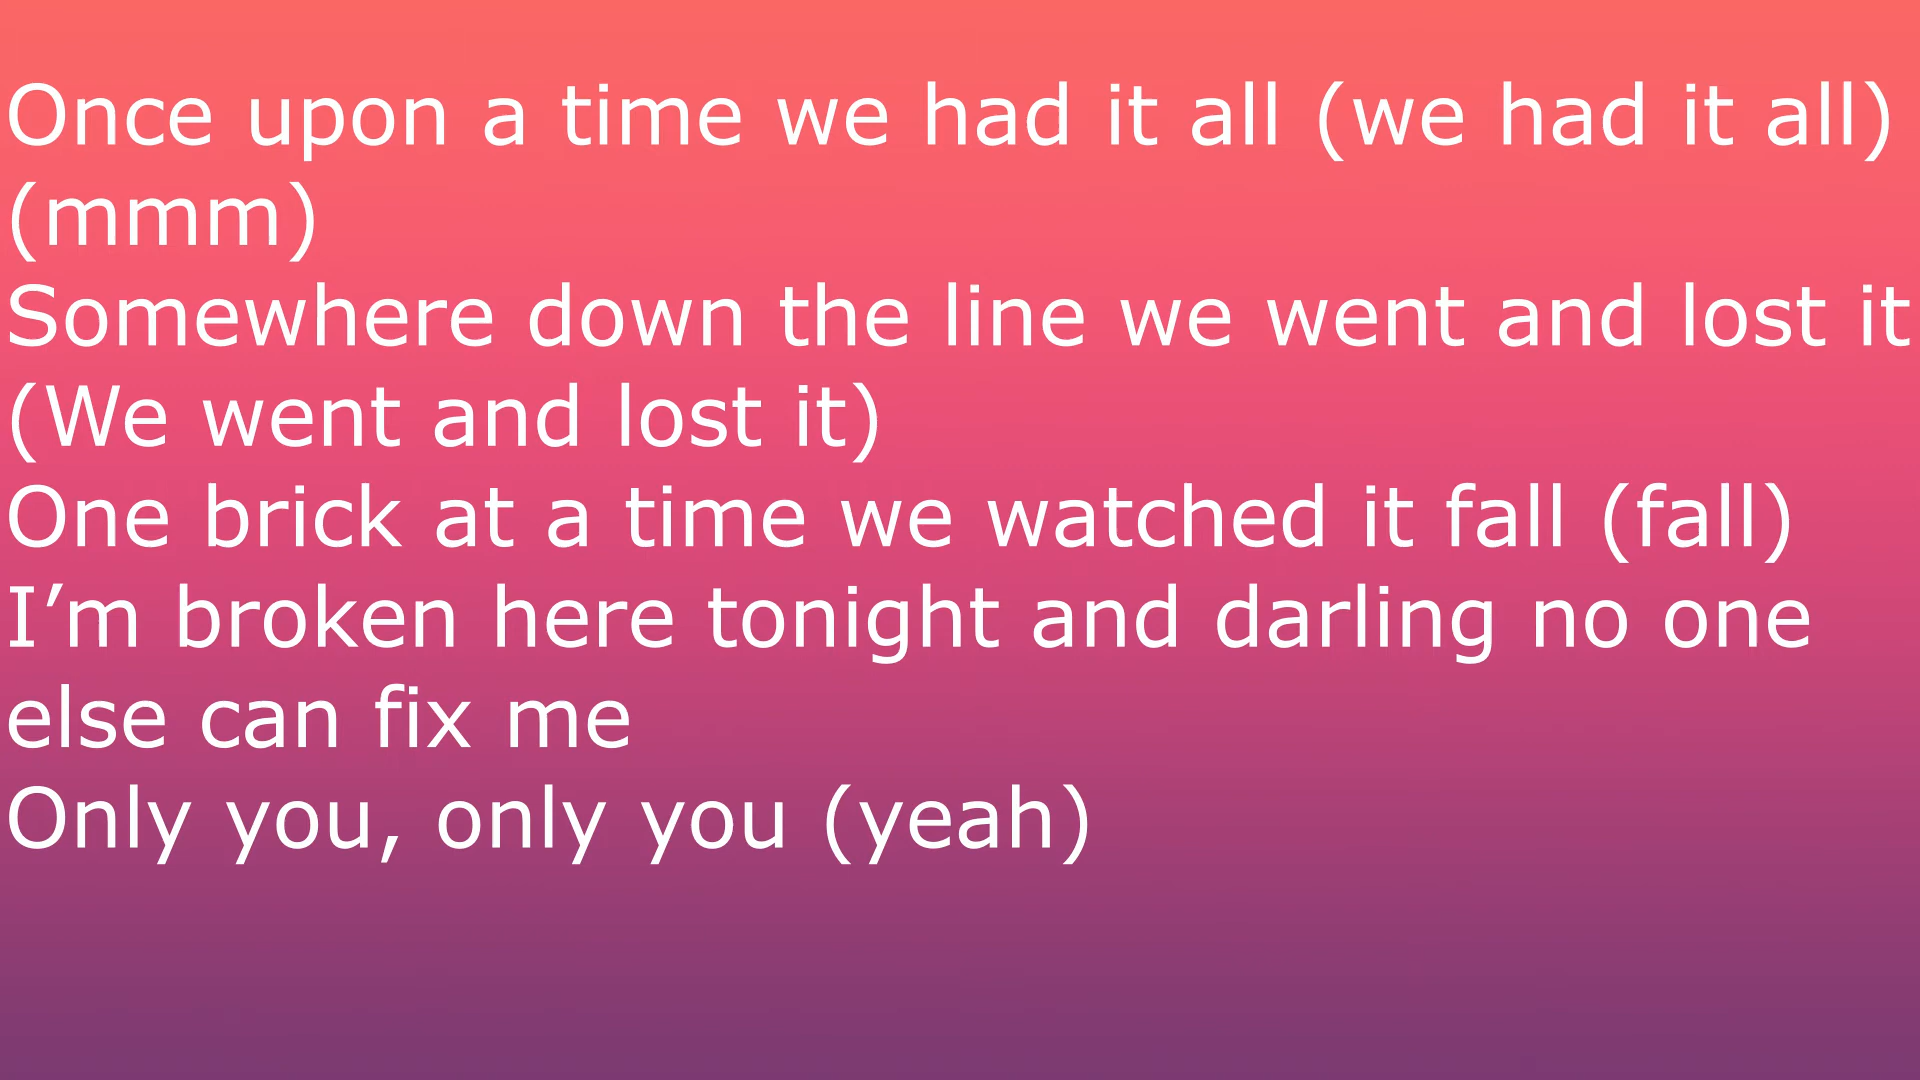 Once upon a time we had it all (we had it all)
(mmm)
Somewhere down the line we went and lost it
(We went and lost it)
One brick at a time we watched it fall (fall)
I’m broken here tonight and darling no one
else can fix me
Only you, only you (yeah)